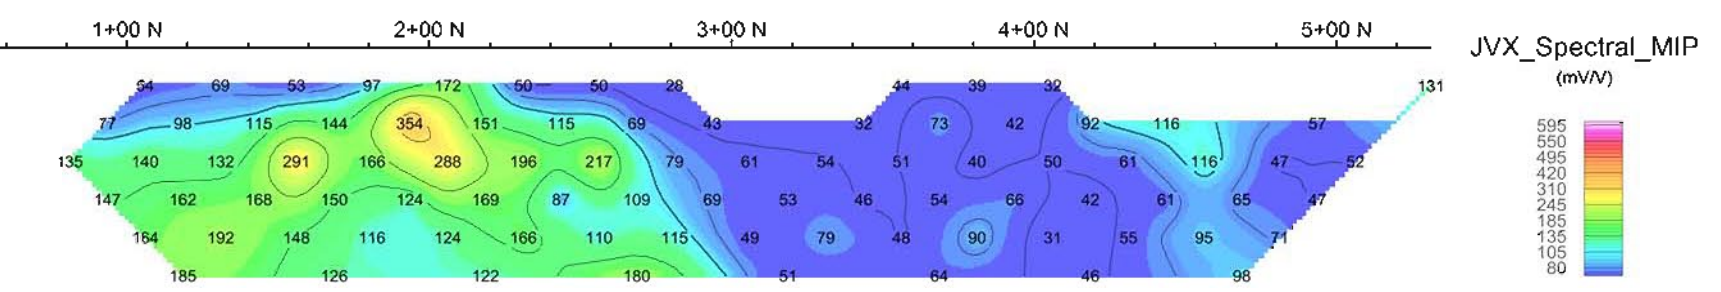 1+00 N 2+00 N 3+00 N 4+00 N 5+00 N
JVX_Spectral_MIP
(mV/V)
54 69 53 97 172 50 50 28 44 39 32 131
77 98 115 144 354 151 115 69 43 32 73 42 92 116 57
135 140 132 291 166 288 196 217 79 61 54 51 40 50 61 116 47 52
147 162 168 150 124 169 87 109 69 53 46 54 66 42 61 65 47
164 192 148 116 124 166 110 115 49 79 48 90 31 55 95 71
185 126 122 180 51 64 46 98
595
550
495
420
310
245
185
135
105
80